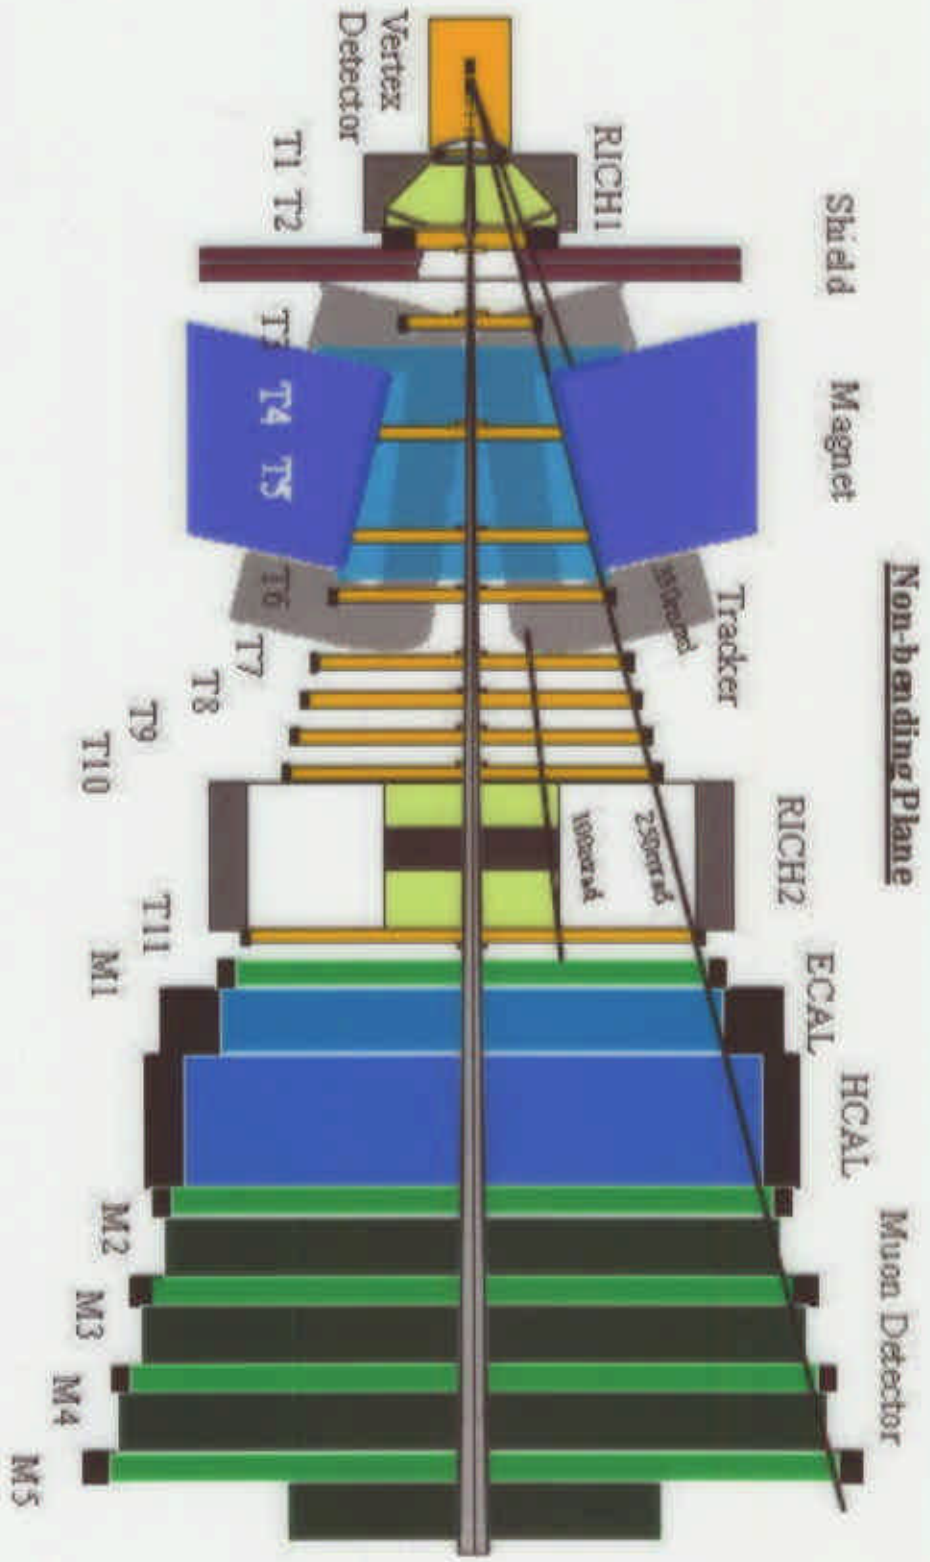 Non-bending Plane
Shield
Magnet
Tracker
RICH2
ECAL
HCAL
Muon Detector
RICH1
250mrad
100mrad
Vertex
Detector
T1 T2
T3
T4 T5
T6
T7
T8
T9
T10
T11
M1
M2
M3
M4
M5